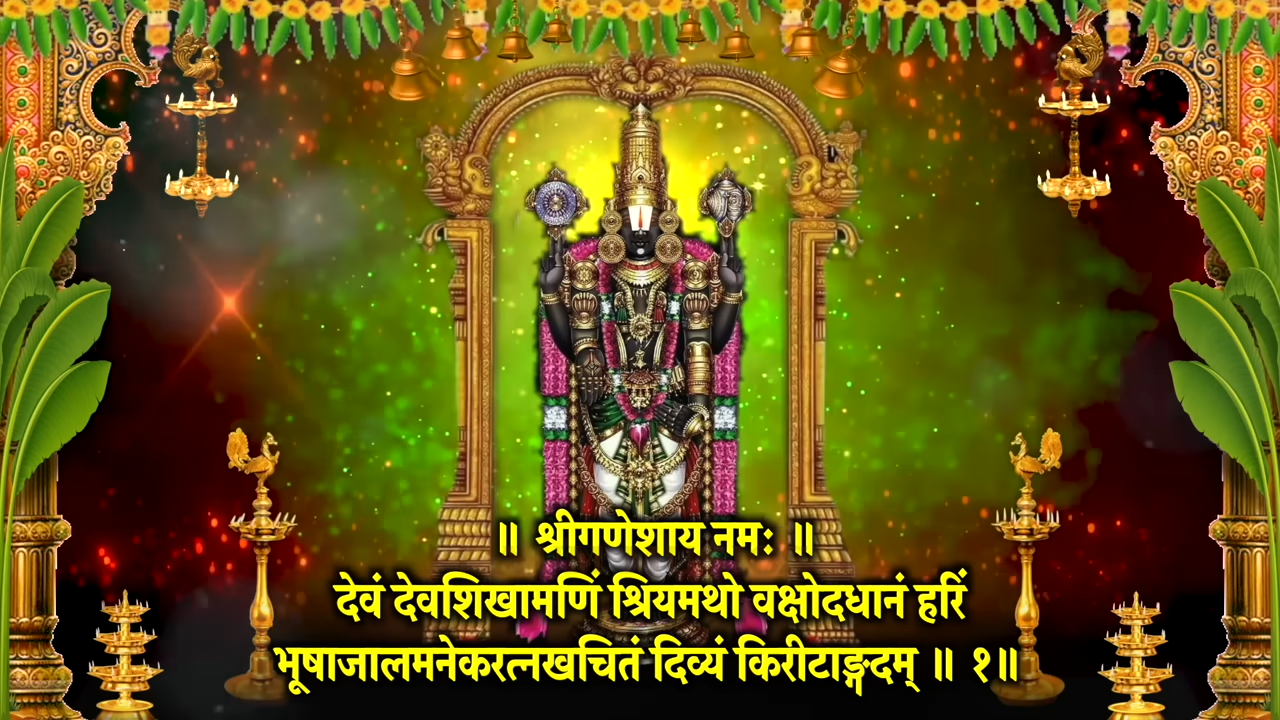 ॥ श्रीगणेशाय नमः ॥
देवं देवशिखामणिं श्रियमथो वक्षोदधानं हरिं
भूषाजालमनेकरत्नखचितं दिव्यं किरीटाङ्गदम् ॥ १॥